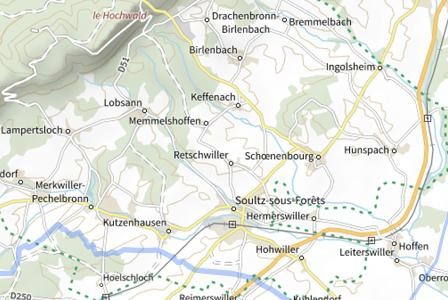 le Hochwald
Drachenbronn-
Birlenbach
Bremmelbach
Birlenbach
D51
Ingolsheim
Keffenach
Lobsann
Memmelshoffen
Lampertsloch
Retschwiller
Schœnenbourg
Hunspach
dorf
Merkwiller-
Pechelbronn
Soultz-sous-Forêts
Hermerswiller
Kutzenhausen
Hohwiller
Hoffen
Leiterswiller
Hoelschloch
Oberro
D250
Reimerswiller
Kuhlendorf